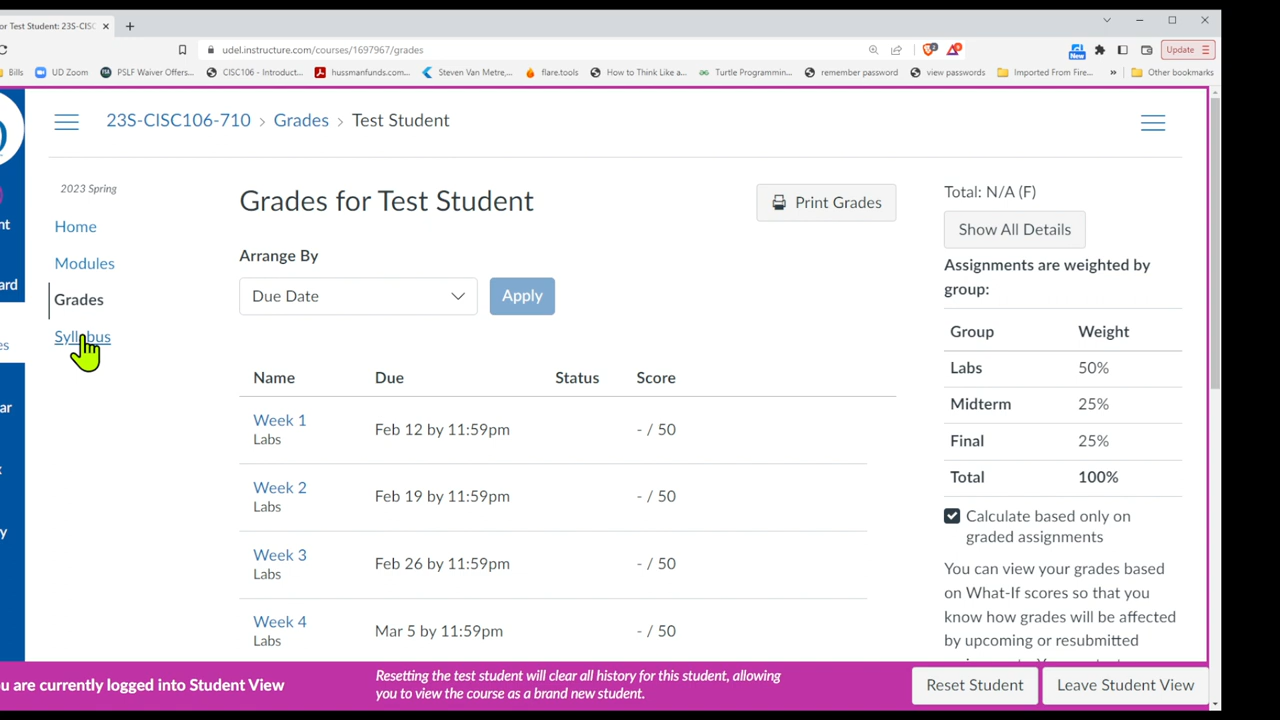 or Test Student: 23S-CISC
udel.instructure.com/courses/1697967/grades
New
Update
Bills
UD Zoom
PSLF Waiver Offers...
CISC106 - Introduct...
hussmanfunds.com...
Steven Van Metre,...
flare.tools
How to Think Like a...
Turtle Programmin...
remember password
view passwords
Imported From Fire...
»
Other bookmarks
nt
ard
es
ar
x
y
23S-CISC106-710 > Grades > Test Student
2023 Spring
Home
Modules
Grades
Syllabus
Grades for Test Student
Print Grades
Arrange By
Due Date
Apply
Name Due Status Score
Week 1
Labs
Feb 12 by 11:59pm - / 50
Week 2
Labs
Feb 19 by 11:59pm - / 50
Week 3
Labs
Feb 26 by 11:59pm - / 50
Week 4
Labs
Mar 5 by 11:59pm - / 50
Total: N/A (F)
Show All Details
Assignments are weighted by
group:
Group Weight
Labs 50%
Midterm 25%
Final 25%
Total 100%
Calculate based only on
graded assignments
You can view your grades based
on What-If scores so that you
know how grades will be affected
by upcoming or resubmitted
u are currently logged into Student View
Resetting the test student will clear all history for this student, allowing
you to view the course as a brand new student.
Reset Student
Leave Student View